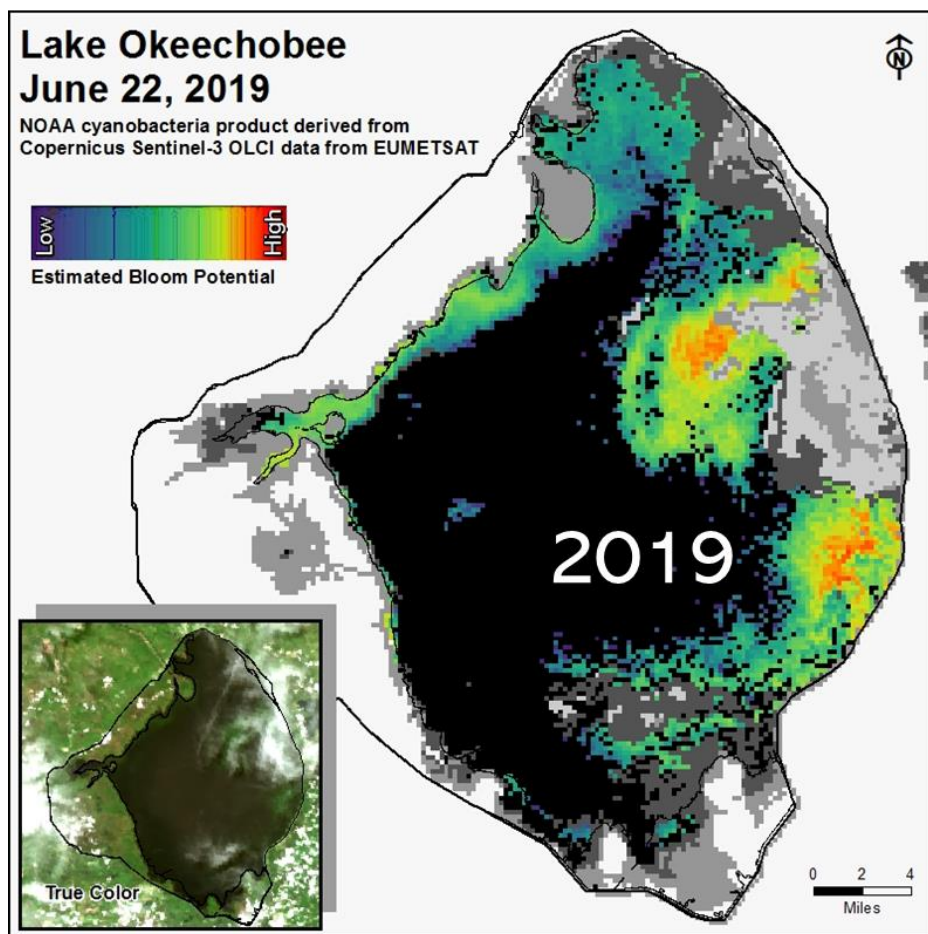 Lake Okeechobee
June 22, 2019
NOAA cyanobacteria product derived from
Copernicus Sentinel-3 OLCI data from EUMETSAT
N
Low
High
Estimated Bloom Potential
2019
True Color
0 2 4
Miles